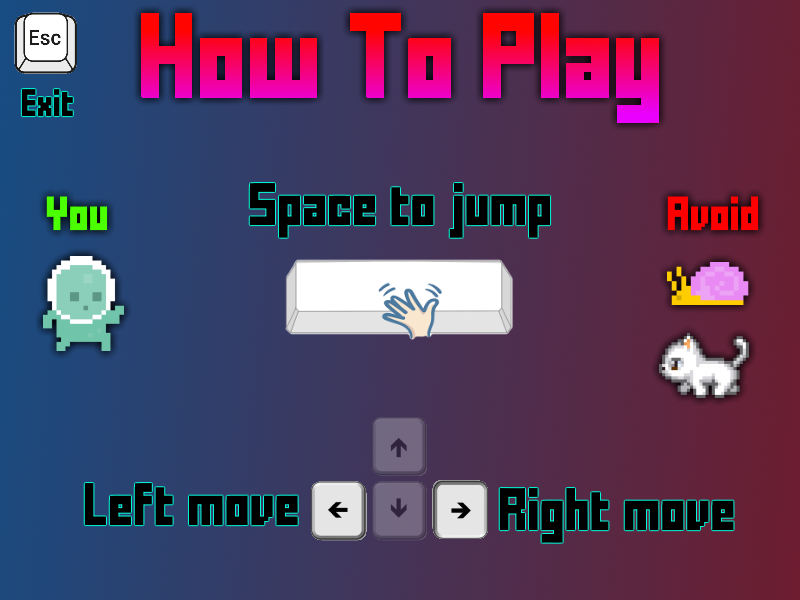 Esc
How To Play
Exit
You
Space to jump
Avoid
Left move
Right move